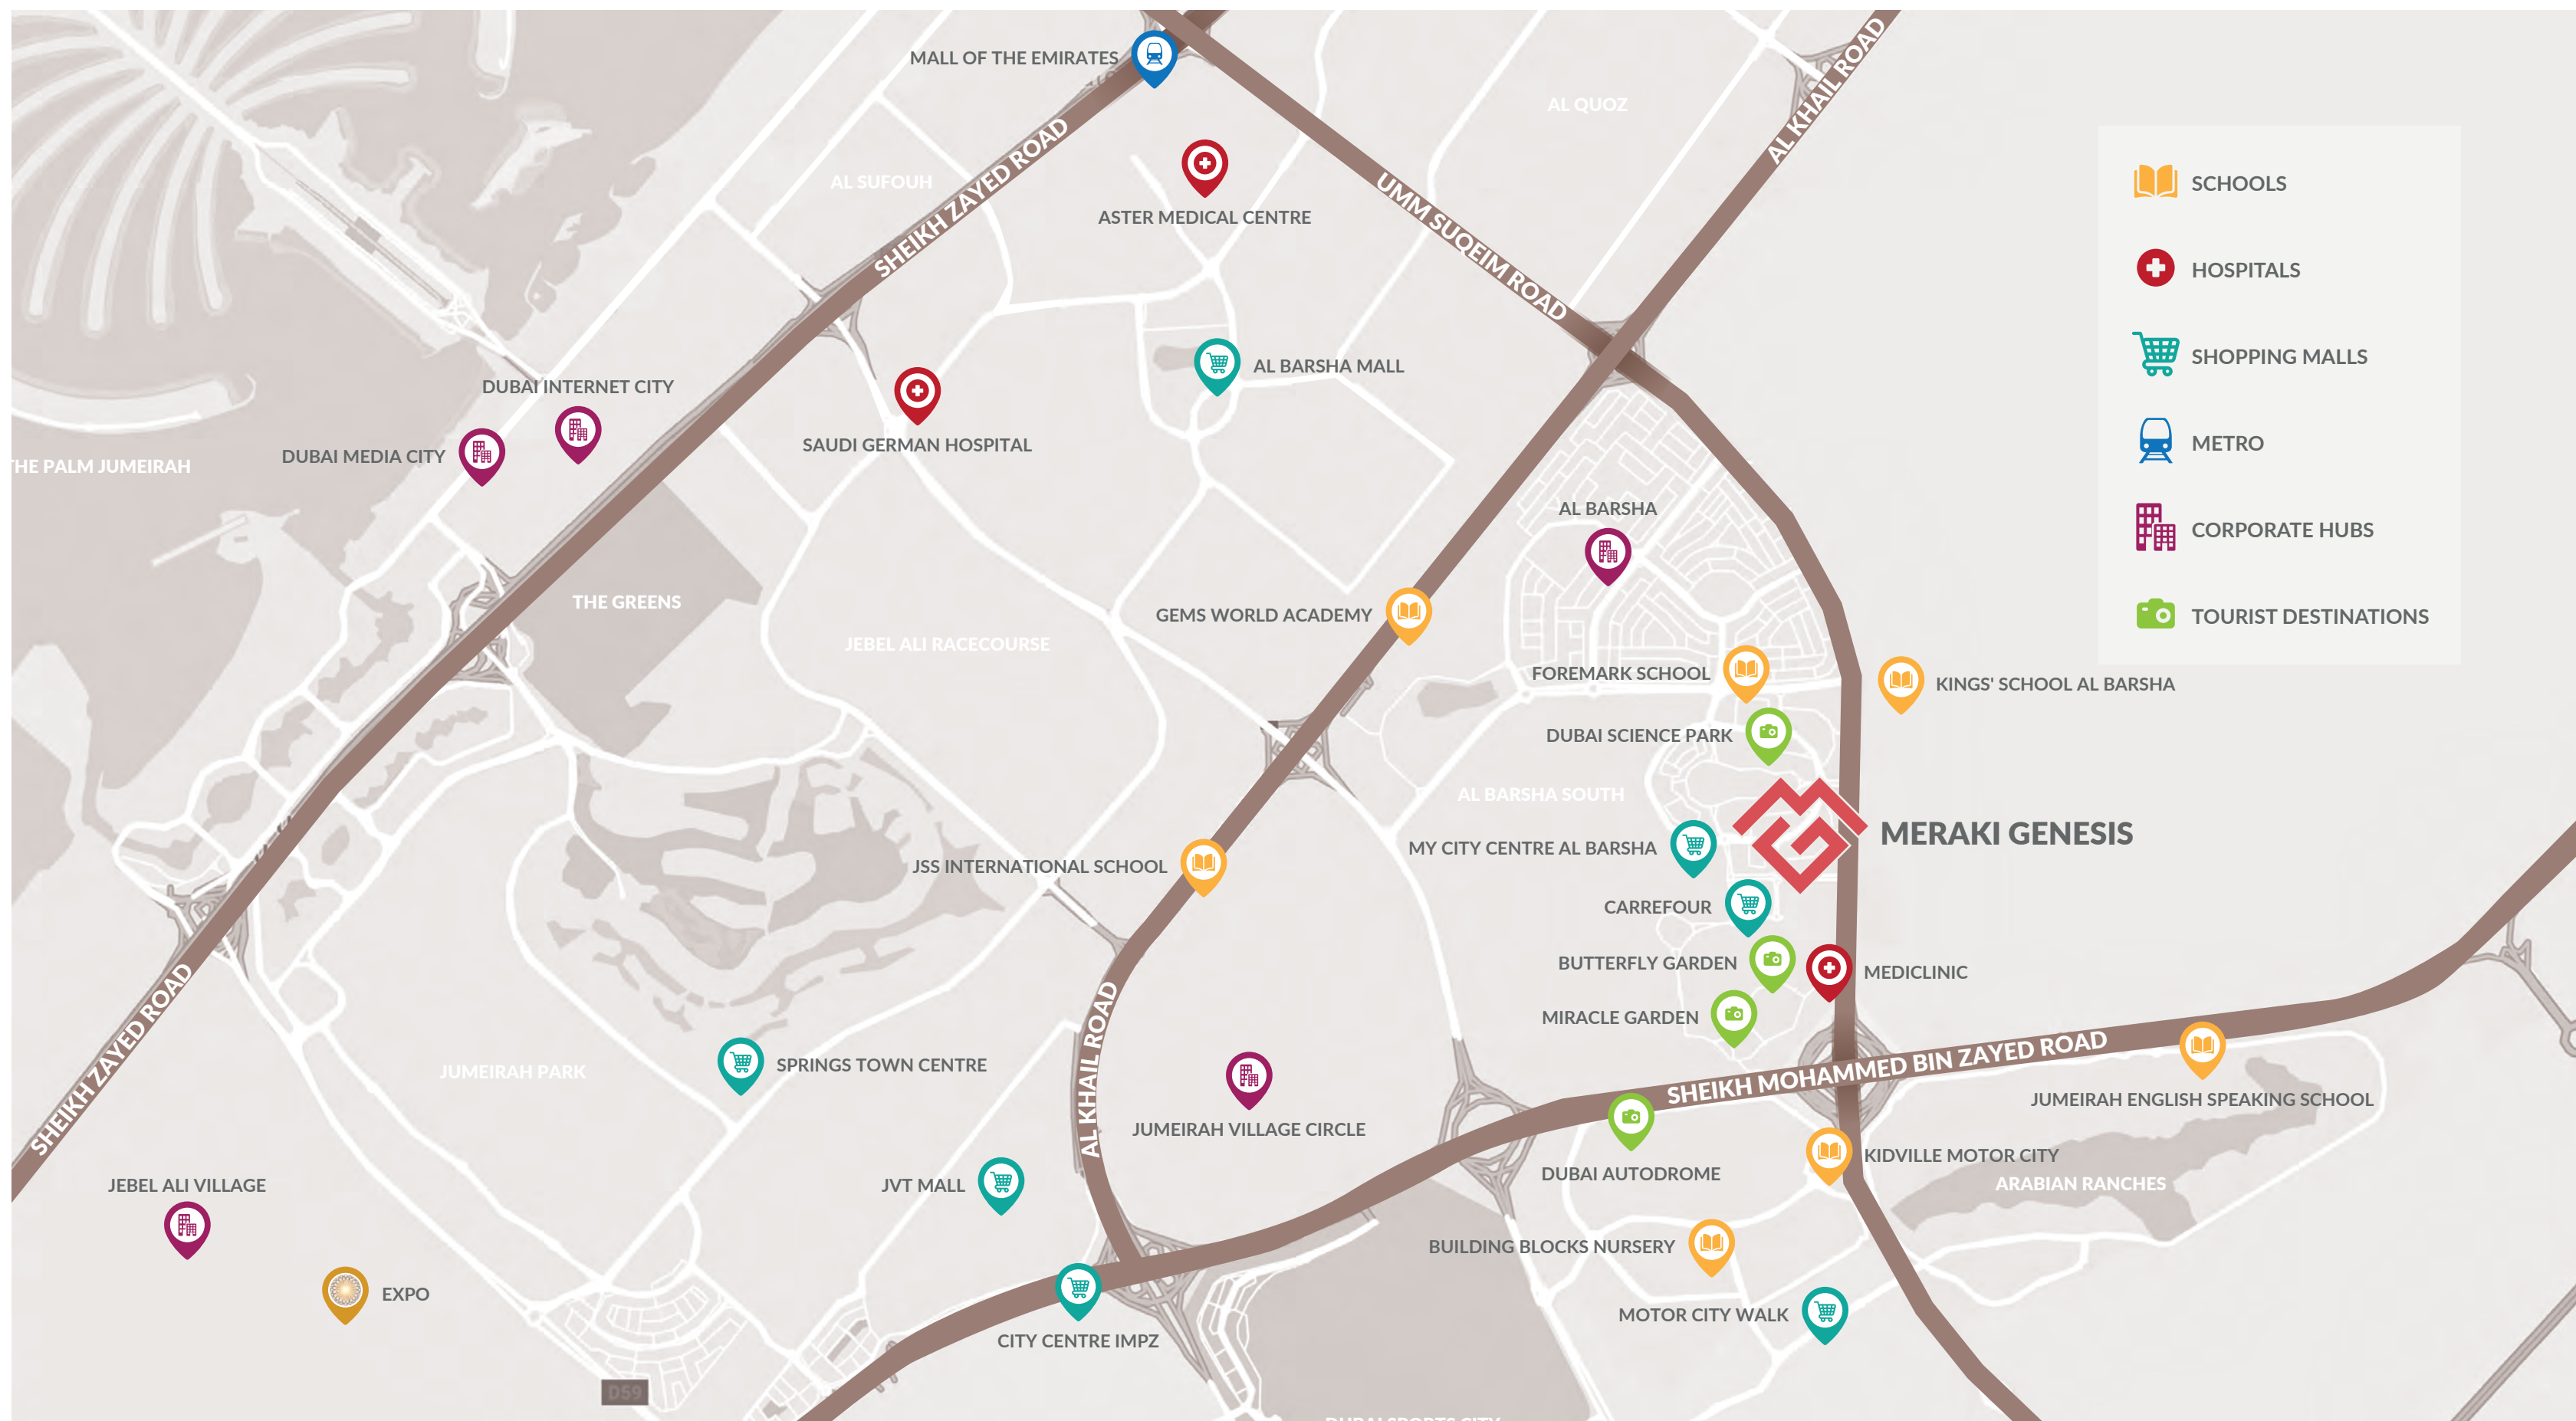 MALL OF THE EMIRATES
AL KHAIL ROAD
AL QUOZ
SHEIKH ZAYED ROAD
AL SUFOUH
UMM SUQEIM ROAD
ASTER MEDICAL CENTRE
SCHOOLS
HOSPITALS
SHOPPING MALLS
METRO
CORPORATE HUBS
TOURIST DESTINATIONS
AL BARSHA MALL
DUBAI INTERNET CITY
SAUDI GERMAN HOSPITAL
DUBAI MEDIA CITY
THE PALM JUMEIRAH
AL BARSHA
THE GREENS
GEMS WORLD ACADEMY
JEBEL ALI RACECOURSE
FOREMARK SCHOOL
KINGS' SCHOOL AL BARSHA
DUBAI SCIENCE PARK
AL BARSHA SOUTH
MERAKI GENESIS
MY CITY CENTRE AL BARSHA
JSS INTERNATIONAL SCHOOL
CARREFOUR
BUTTERFLY GARDEN
MEDICLINIC
MIRACLE GARDEN
SHEIKH ZAYED ROAD
AL KHAIL ROAD
SPRINGS TOWN CENTRE
JUMEIRAH PARK
SHEIKH MOHAMMED BIN ZAYED ROAD
JUMEIRAH ENGLISH SPEAKING SCHOOL
JUMEIRAH VILLAGE CIRCLE
KIDVILLE MOTOR CITY
DUBAI AUTODROME
ARABIAN RANCHES
JEBEL ALI VILLAGE
JVT MALL
BUILDING BLOCKS NURSERY
EXPO
MOTOR CITY WALK
CITY CENTRE IMPZ
D59
DUBAI SPORTS CITY